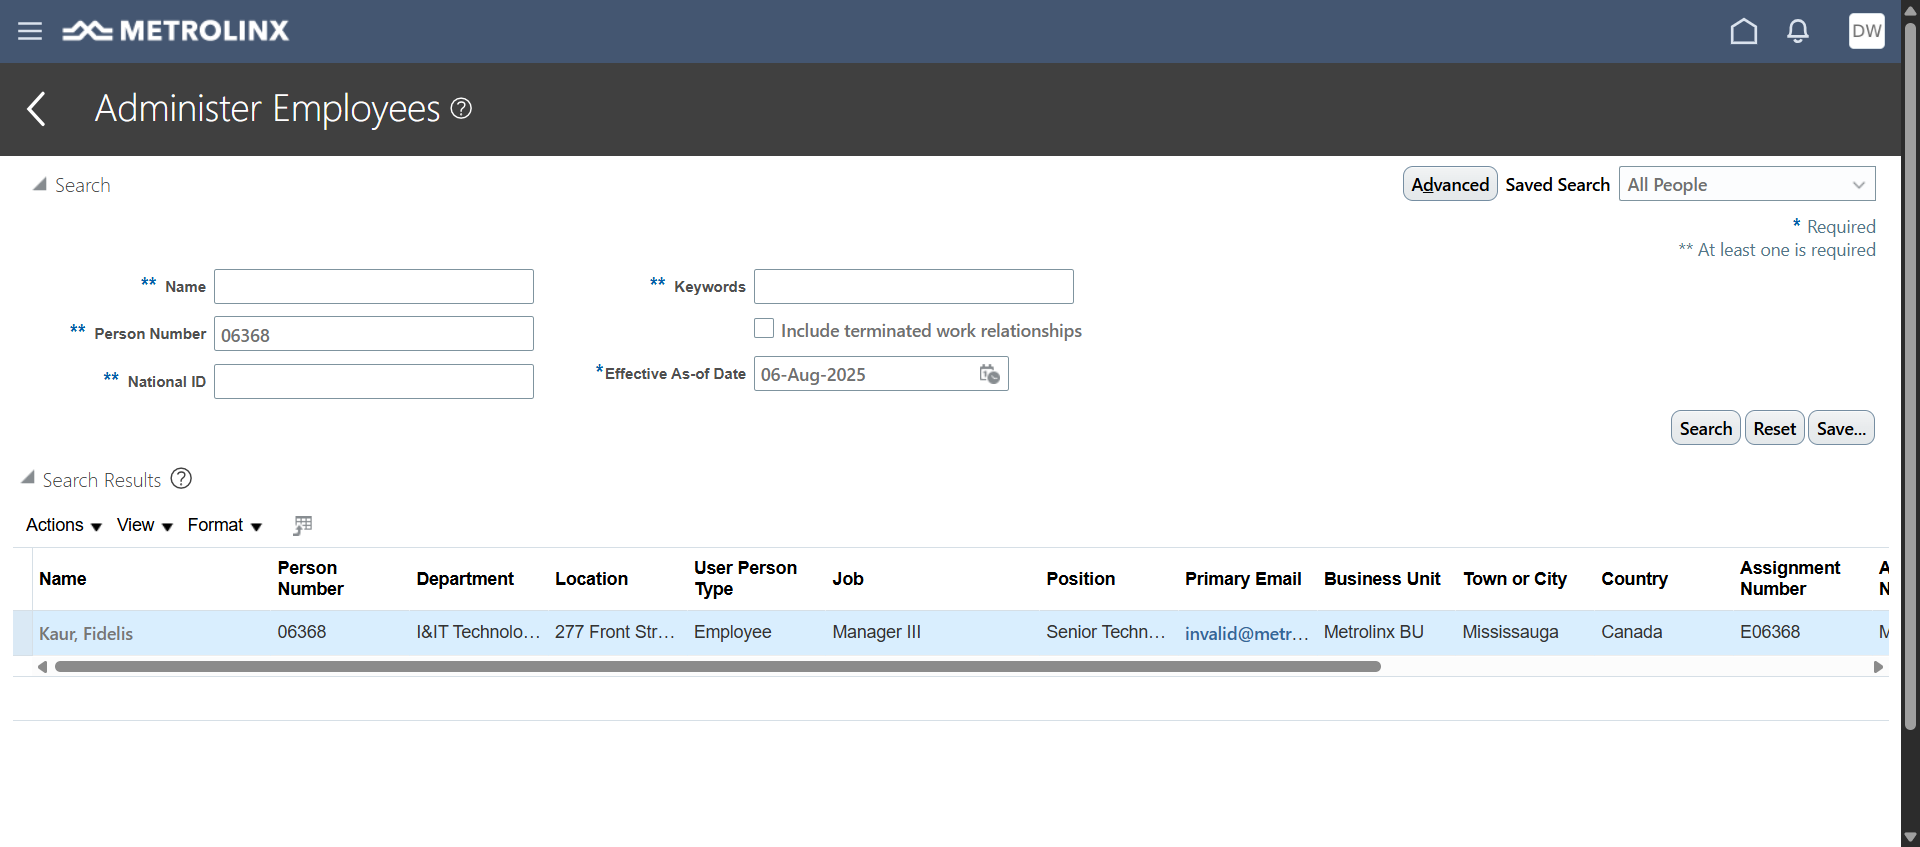 METROLINX
DW
Administer Employees
Search
Advanced Saved Search All People
* Required
** At least one is required
** Name
** Keywords
** Person Number 06368
Include terminated work relationships
** National ID
*Effective As-of Date 06-Aug-2025
Search Reset Save...
Search Results
Actions View Format
Name Person Number Department Location User Person Type Job Position Primary Email Business Unit Town or City Country Assignment Number
Kaur, Fidelis 06368 I&IT Technolo... 277 Front Str... Employee Manager III Senior Techn... invalid@metr... Metrolinx BU Mississauga Canada E06368